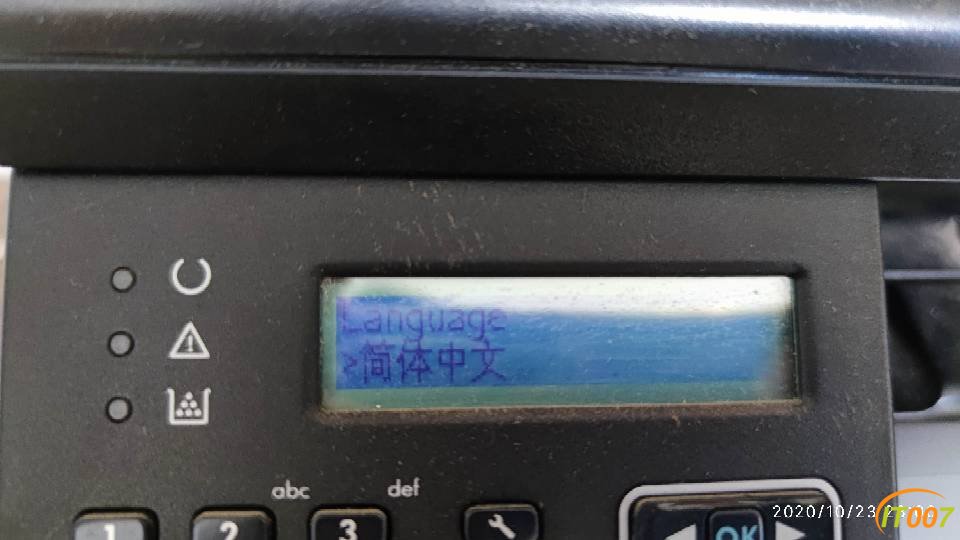 Language
>简体中文
abc
def
1
2
3
OK
2020/10/23
IT007